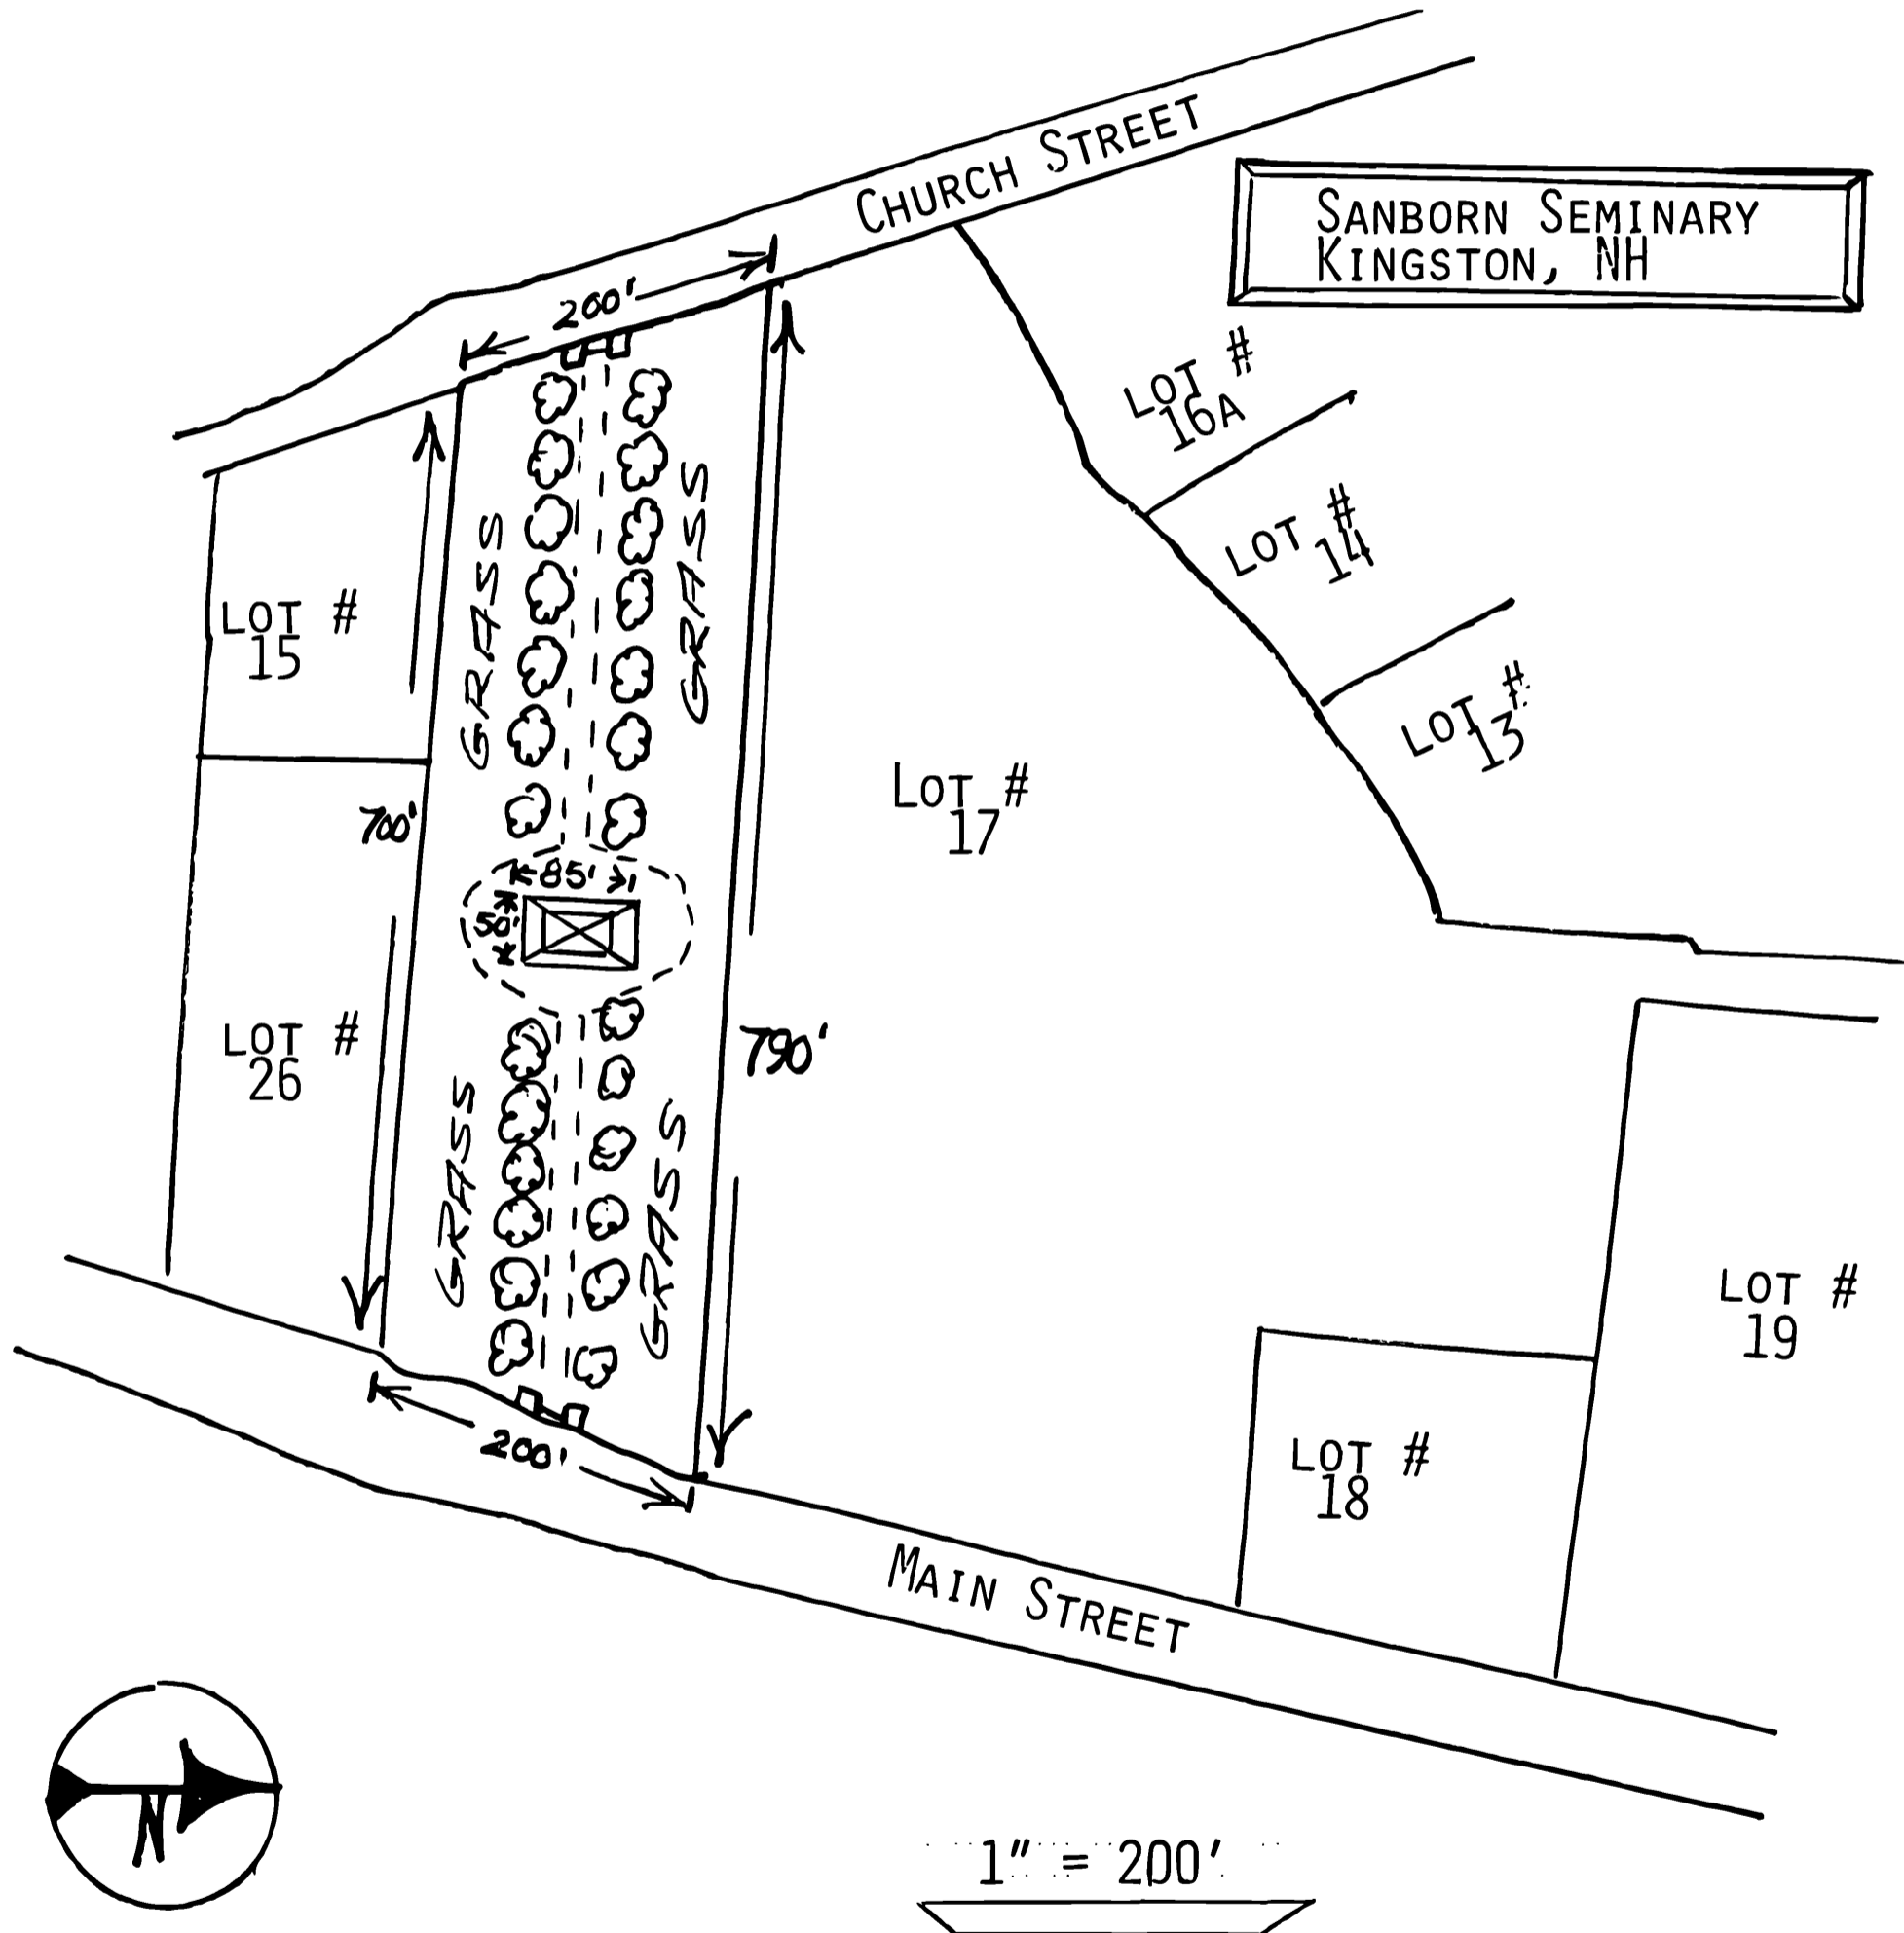 CHURCH STREET
SANBORN SEMINARY
KINGSTON, NH
200'
LOT #
16A
LOT #
14
LOT #
13
GRASS
GRASS
LOT #
15
LOT #
17
700'
85'
50'
LOT #
26
790'
GRASS
GRASS
LOT #
19
LOT #
18
200'
MAIN STREET
N
1" = 200'